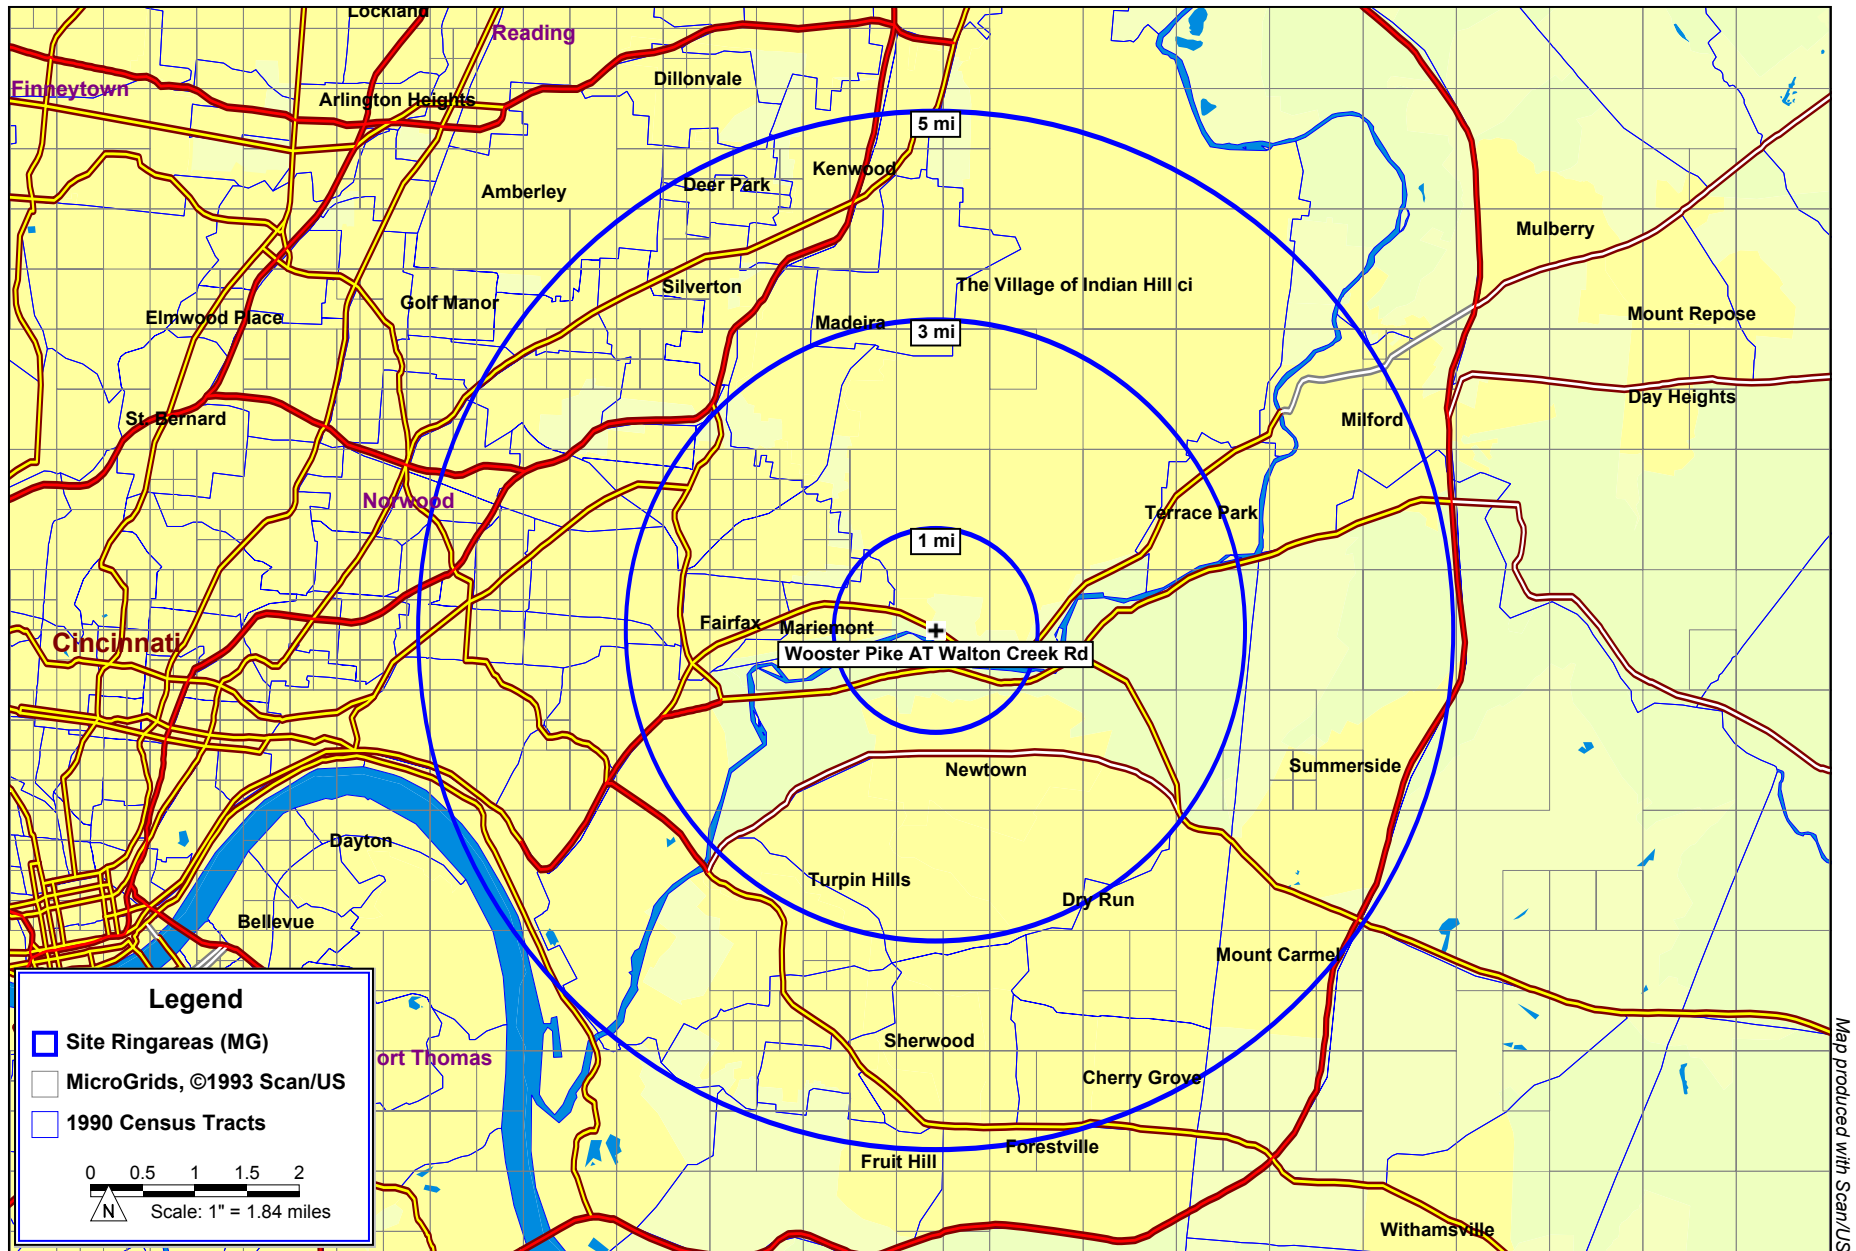 Lockland
Reading
Finneytown
Dillonvale
Arlington Heights
5 mi
Kenwood
Deer Park
Amberley
Mulberry
Silverton
The Village of Indian Hill ci
Golf Manor
Elmwood Place
Madeira
3 mi
Mount Repose
Day Heights
St. Bernard
Milford
Norwood
Terrace Park
1 mi
Fairfax
Mariemont
Cincinnati
Wooster Pike AT Walton Creek Rd
Newtown
Summerside
Dayton
Turpin Hills
Dry Run
Bellevue
Mount Carmel
Legend
Site Ringareas (MG)
MicroGrids, ©1993 Scan/US
1990 Census Tracts
0 0.5 1 1.5 2
N
Scale: 1" = 1.84 miles
ort Thomas
Sherwood
Cherry Grove
Forestville
Fruit Hill
Withamsville
Map produced with Scan/US